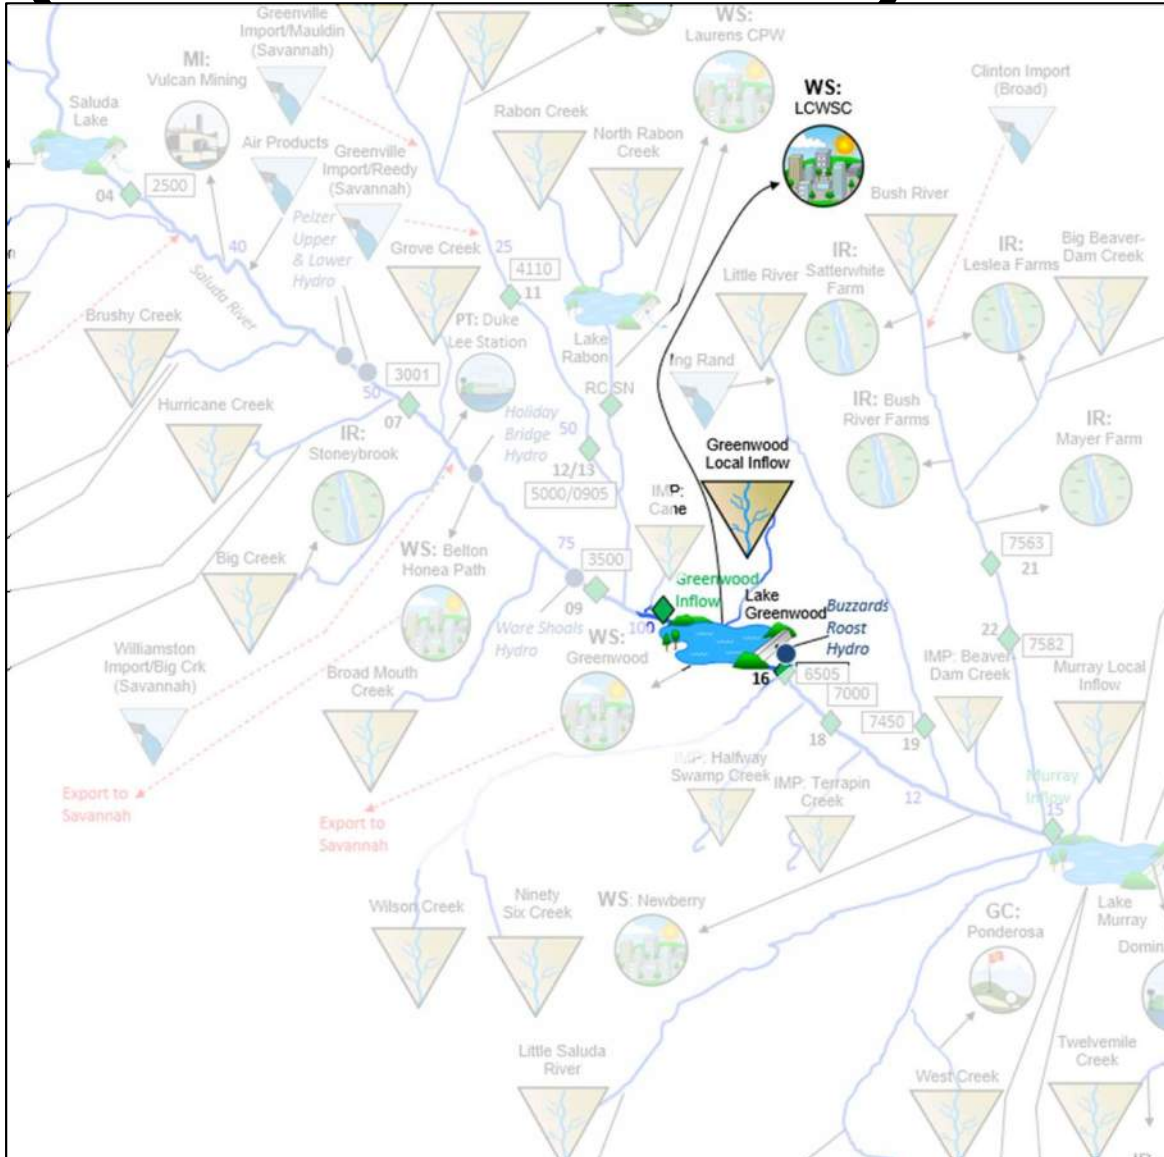 Greenville
Import/Mauldin
(Savannah)
MI:
Vulcan Mining
Saluda
Lake
04
2500
Air Products
Greenville
Import/Reedy
(Savannah)
Pelzer
Upper
& Lower
Hydro
40
Saluda River
Brushy Creek
Hurricane Creek
50
3001
07
Grove Creek
25
4110
11
PT: Duke
Lee Station
Rabon Creek
North Rabon
Creek
WS:
Laurens CPW
WS:
LCWSC
Clinton Import
(Broad)
Bush River
IR:
Satterwhite
Farm
IR:
Leslea Farms
Big Beaver-
Dam Creek
Little River
Lake
Rabon
Ing Rand
RC SN
IR: Bush
River Farms
IR:
Mayer Farm
IR:
Stoneybrook
Holiday
Bridge
Hydro
50
12/13
5000/0905
Greenwood
Local Inflow
IMP:
Cane
Big Creek
WS: Belton
Honea Path
75
3500
09
Ware Shoals
Hydro
100
Greenwood
Inflow
Lake
Greenwood
Buzzards
Roost
Hydro
7563
21
22
7582
Williamston
Import/Big Crk
(Savannah)
Broad Mouth
Creek
WS:
Greenwood
16
6505
7000
18
7450
19
IMP: Beaver-
Dam Creek
Murray Local
Inflow
IMP: Halfway
Swamp Creek
IMP: Terrapin
Creek
12
Murray
Inflow
15
Export to
Savannah
Export to
Savannah
Wilson Creek
Ninety
Six Creek
WS: Newberry
GC:
Ponderosa
Lake
Murray
Domin
Little Saluda
River
West Creek
Twelvemile
Creek